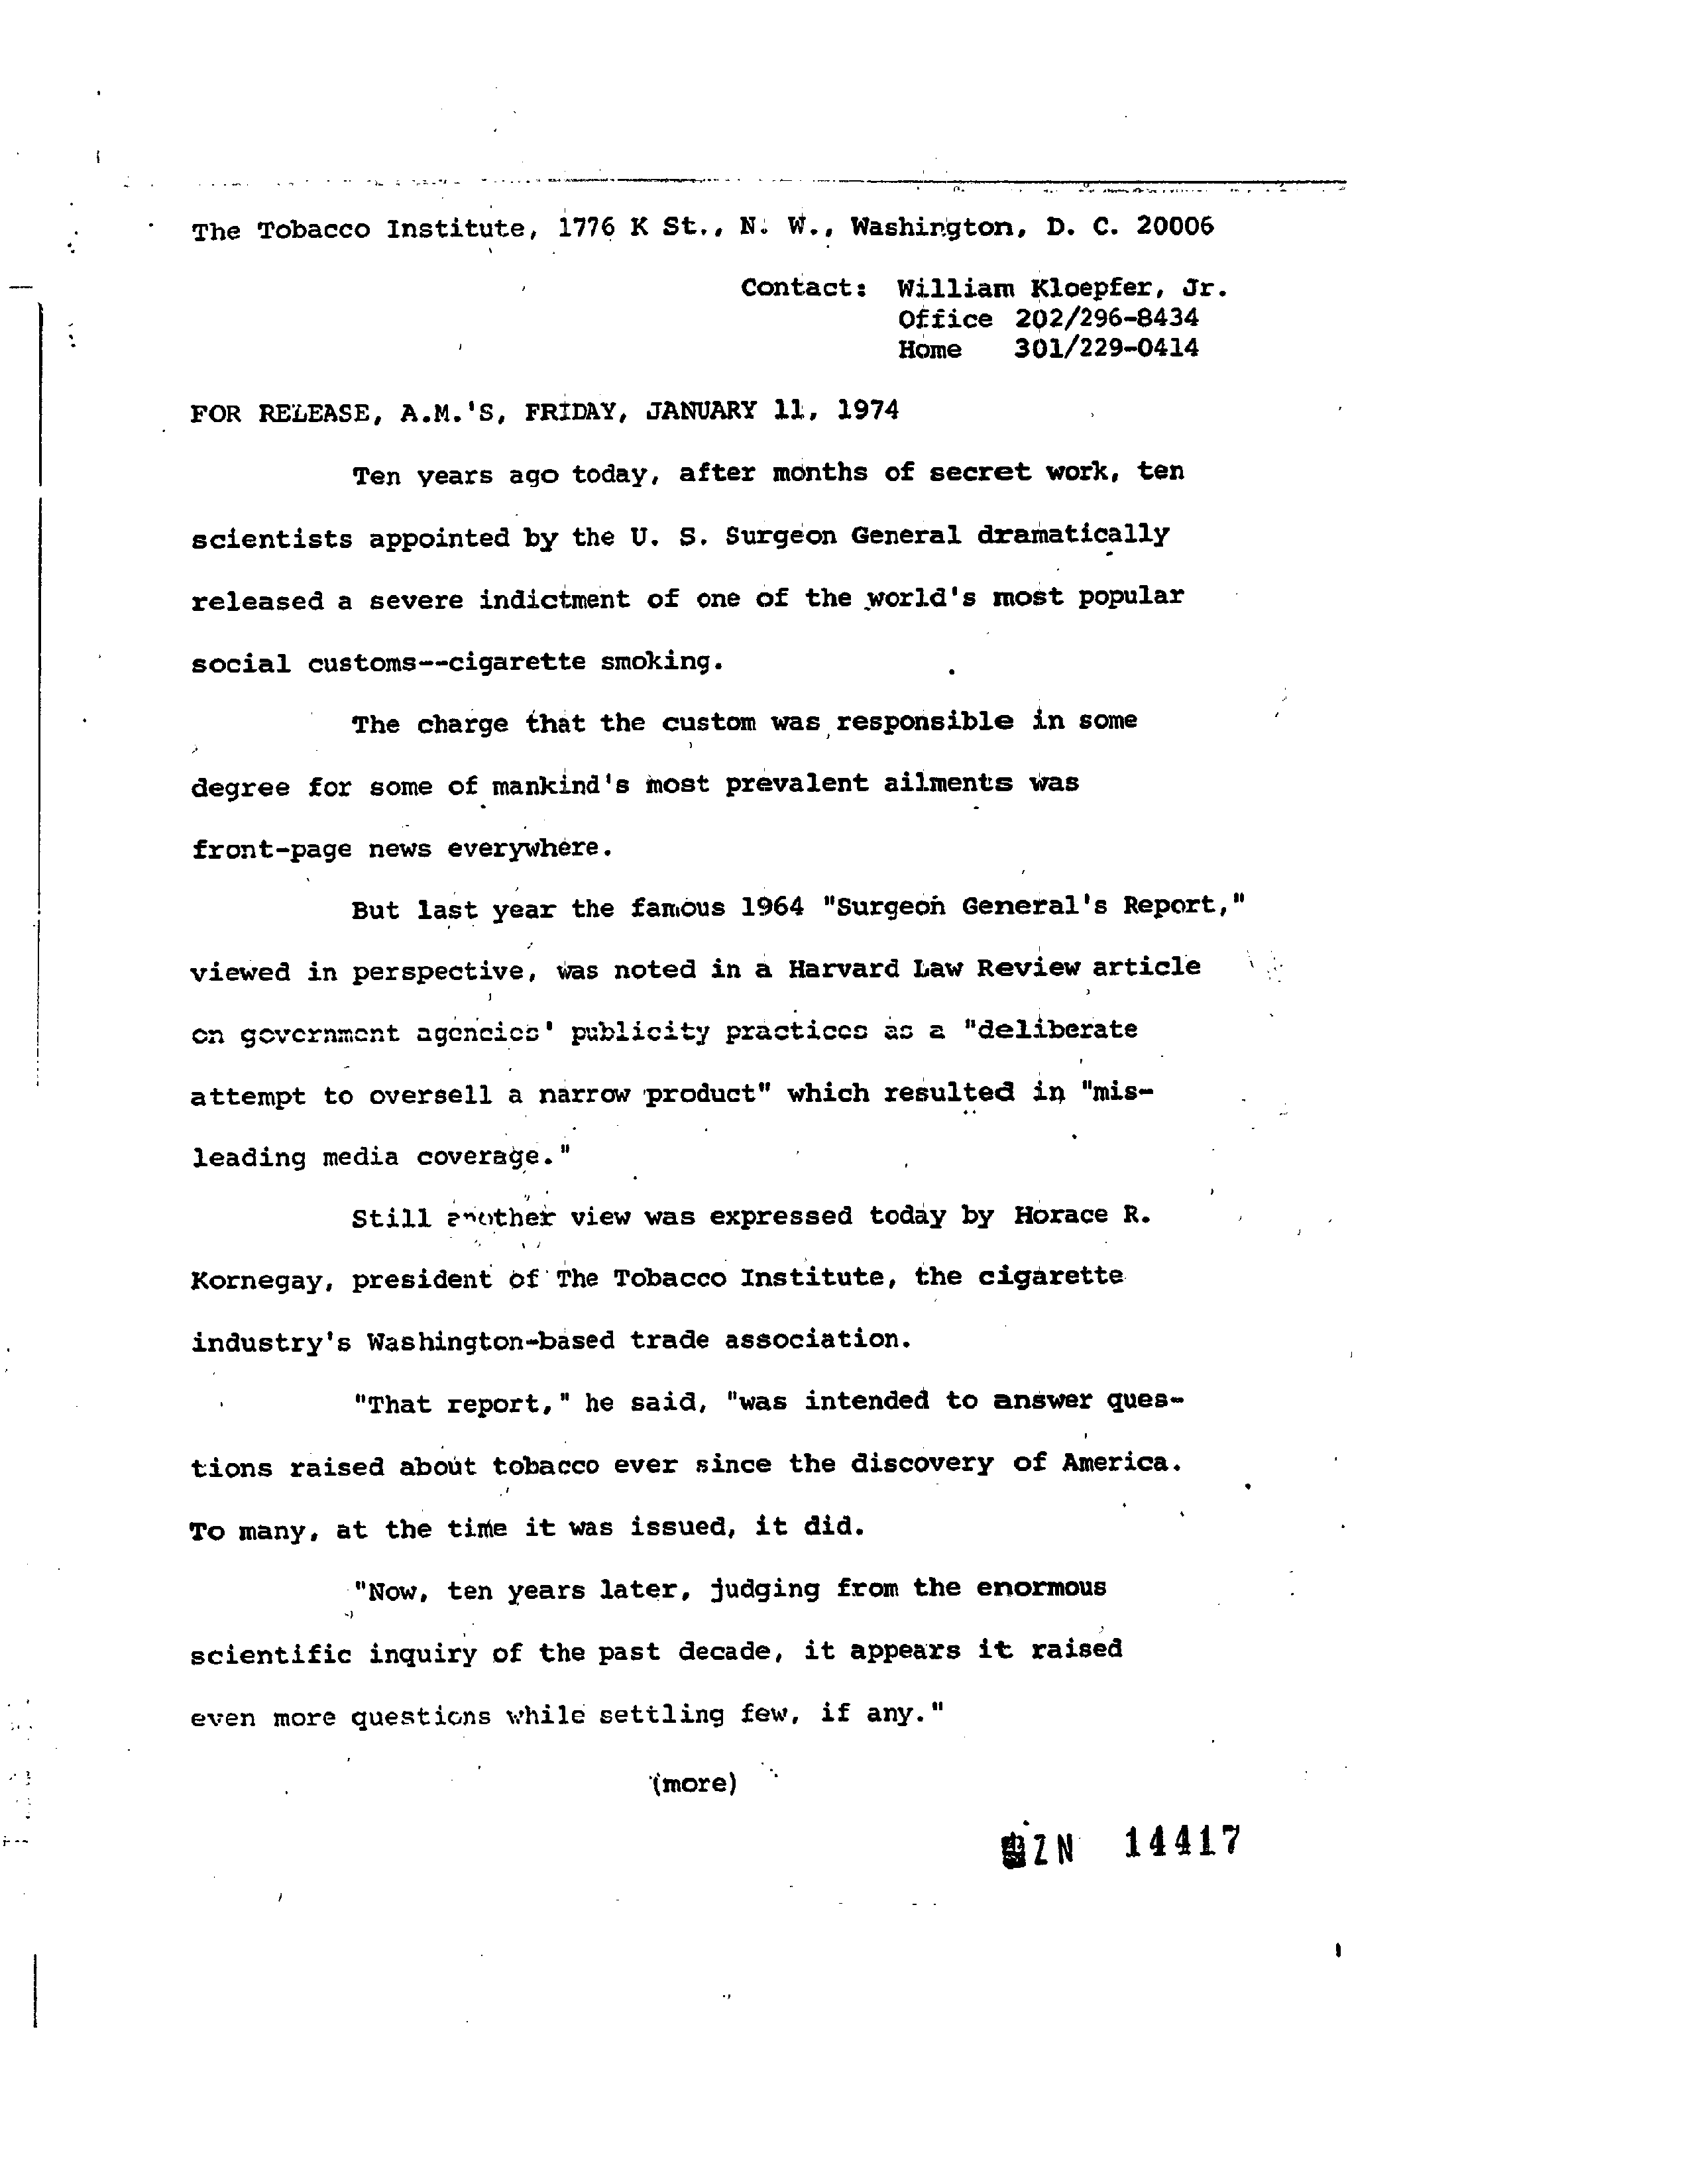 The Tobacco Institute, 1776 K St., N. W., Washington, D. C. 20006
Contact: William Kloepfer, Jr.
Office 202/296-8434
Home 301/229-0414
FOR RELEASE, A.M.'S, FRIDAY, JANUARY 11, 1974
Ten years ago today, after months of secret work, ten
scientists appointed by the U. S. Surgeon General dramatically
released a severe indictment of one of the world's most popular
social customs--cigarette smoking.
The charge that the custom was responsible in some
degree for some of mankind's most prevalent ailments was
front-page news everywhere.
But last year the famous 1964 "Surgeon General's Report,"
viewed in perspective, was noted in a Harvard Law Review article
on government agencies' publicity practices as a "deliberate
attempt to oversell a narrow product" which resulted in "mis-
leading media coverage."
Still another view was expressed today by Horace R.
Kornegay, president of The Tobacco Institute, the cigarette
industry's Washington-based trade association.
"That report," he said, "was intended to answer ques-
tions raised about tobacco ever since the discovery of America.
To many, at the time it was issued, it did.
"Now, ten years later, judging from the enormous
scientific inquiry of the past decade, it appears it raised
even more questions while settling few, if any."
(more)
ZN 14417